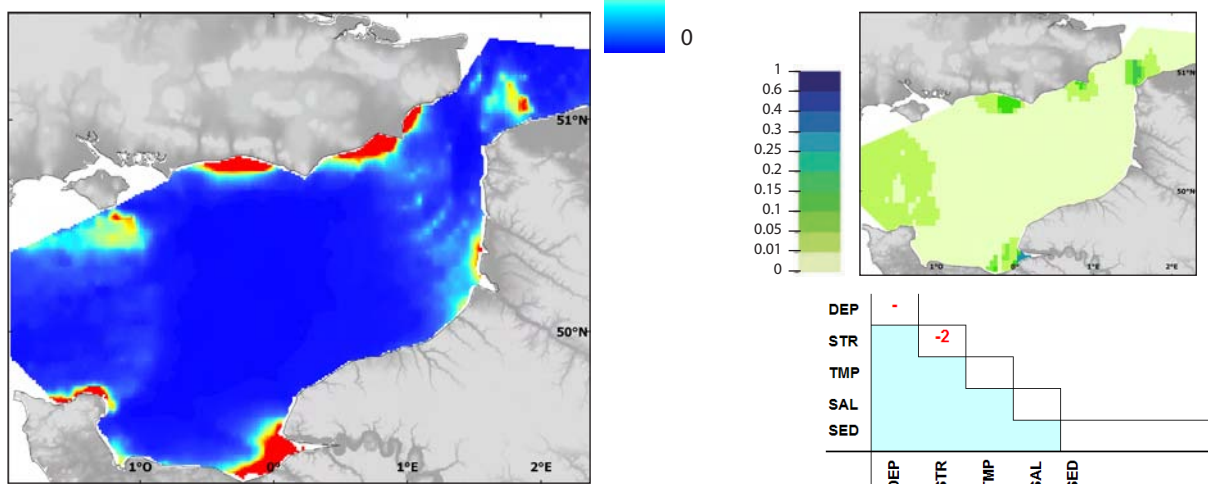 0
51°N
50°N
1°O
0°
1°E
2°E
1
0.6
0.4
0.3
0.25
0.2
0.15
0.1
0.05
0.01
0
51°N
50°N
1°O
0°
1°E
2°E
DEP -
STR -2
TMP
SAL
SED
DEP STR TMP SAL SED